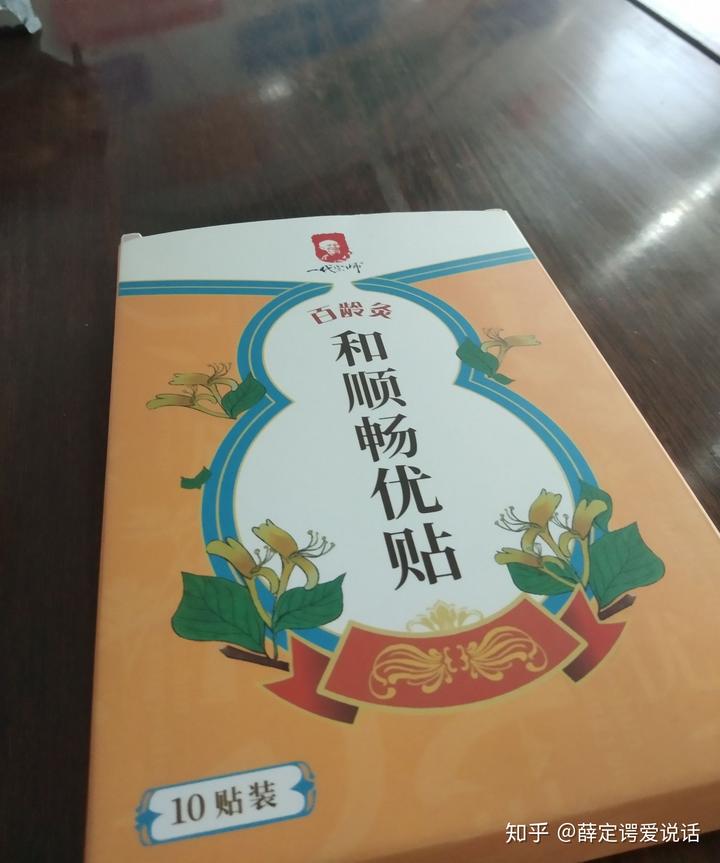 一代宗师
百龄灸
和顺畅优贴
10贴装
知乎 @薛定谔爱说话